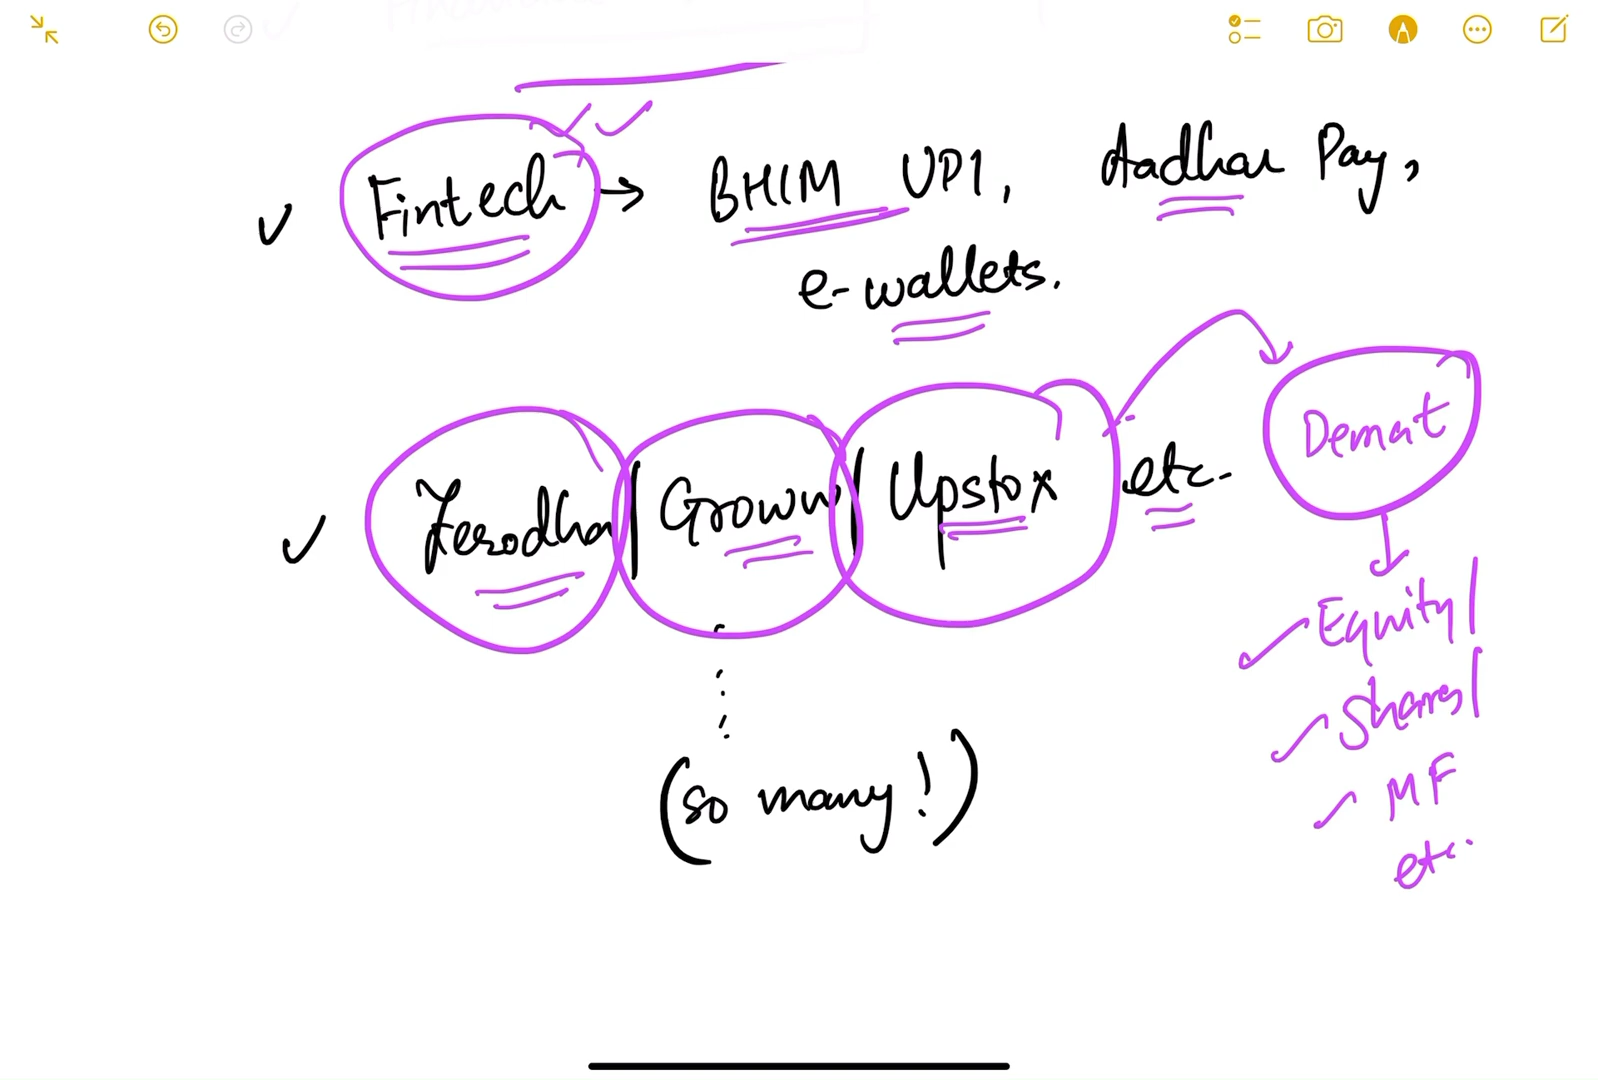 ✓ Fintech → BHIM UPI, Aadhar Pay,
e-wallets.
✓ Zerodha | Groww | Upstox etc.
(so many!)
Demat
✓ Equity |
✓ Shares |
✓ MF
etc.